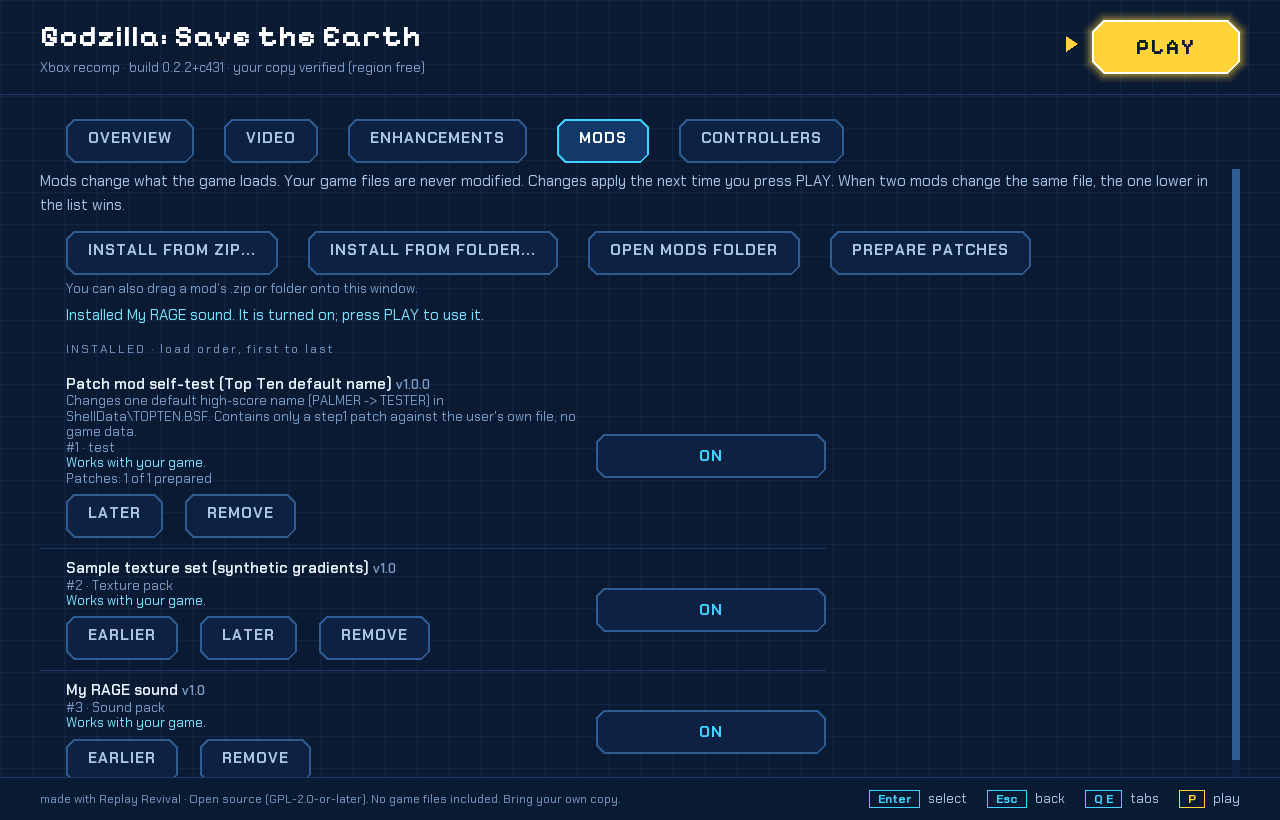 Godzilla: Save the Earth
Xbox recomp · build 0.2.2+c431 · your copy verified (region free)
PLAY
OVERVIEW
VIDEO
ENHANCEMENTS
MODS
CONTROLLERS
Mods change what the game loads. Your game files are never modified. Changes apply the next time you press PLAY. When two mods change the same file, the one lower in
the list wins.
INSTALL FROM ZIP...
INSTALL FROM FOLDER...
OPEN MODS FOLDER
PREPARE PATCHES
You can also drag a mod's .zip or folder onto this window.
Installed My RAGE sound. It is turned on; press PLAY to use it.
INSTALLED · load order, first to last
Patch mod self-test (Top Ten default name) v1.0.0
Changes one default high-score name (PALMER -> TESTER) in
ShellData\TOPTEN.BSF. Contains only a step1 patch against the user's own file, no
game data.
#1 · test
Works with your game.
Patches: 1 of 1 prepared
ON
LATER
REMOVE
Sample texture set (synthetic gradients) v1.0
#2 · Texture pack
Works with your game.
ON
EARLIER
LATER
REMOVE
My RAGE sound v1.0
#3 · Sound pack
Works with your game.
ON
EARLIER
REMOVE
made with Replay Revival · Open source (GPL-2.0-or-later). No game files included. Bring your own copy.
Enter select
Esc back
Q E tabs
P play